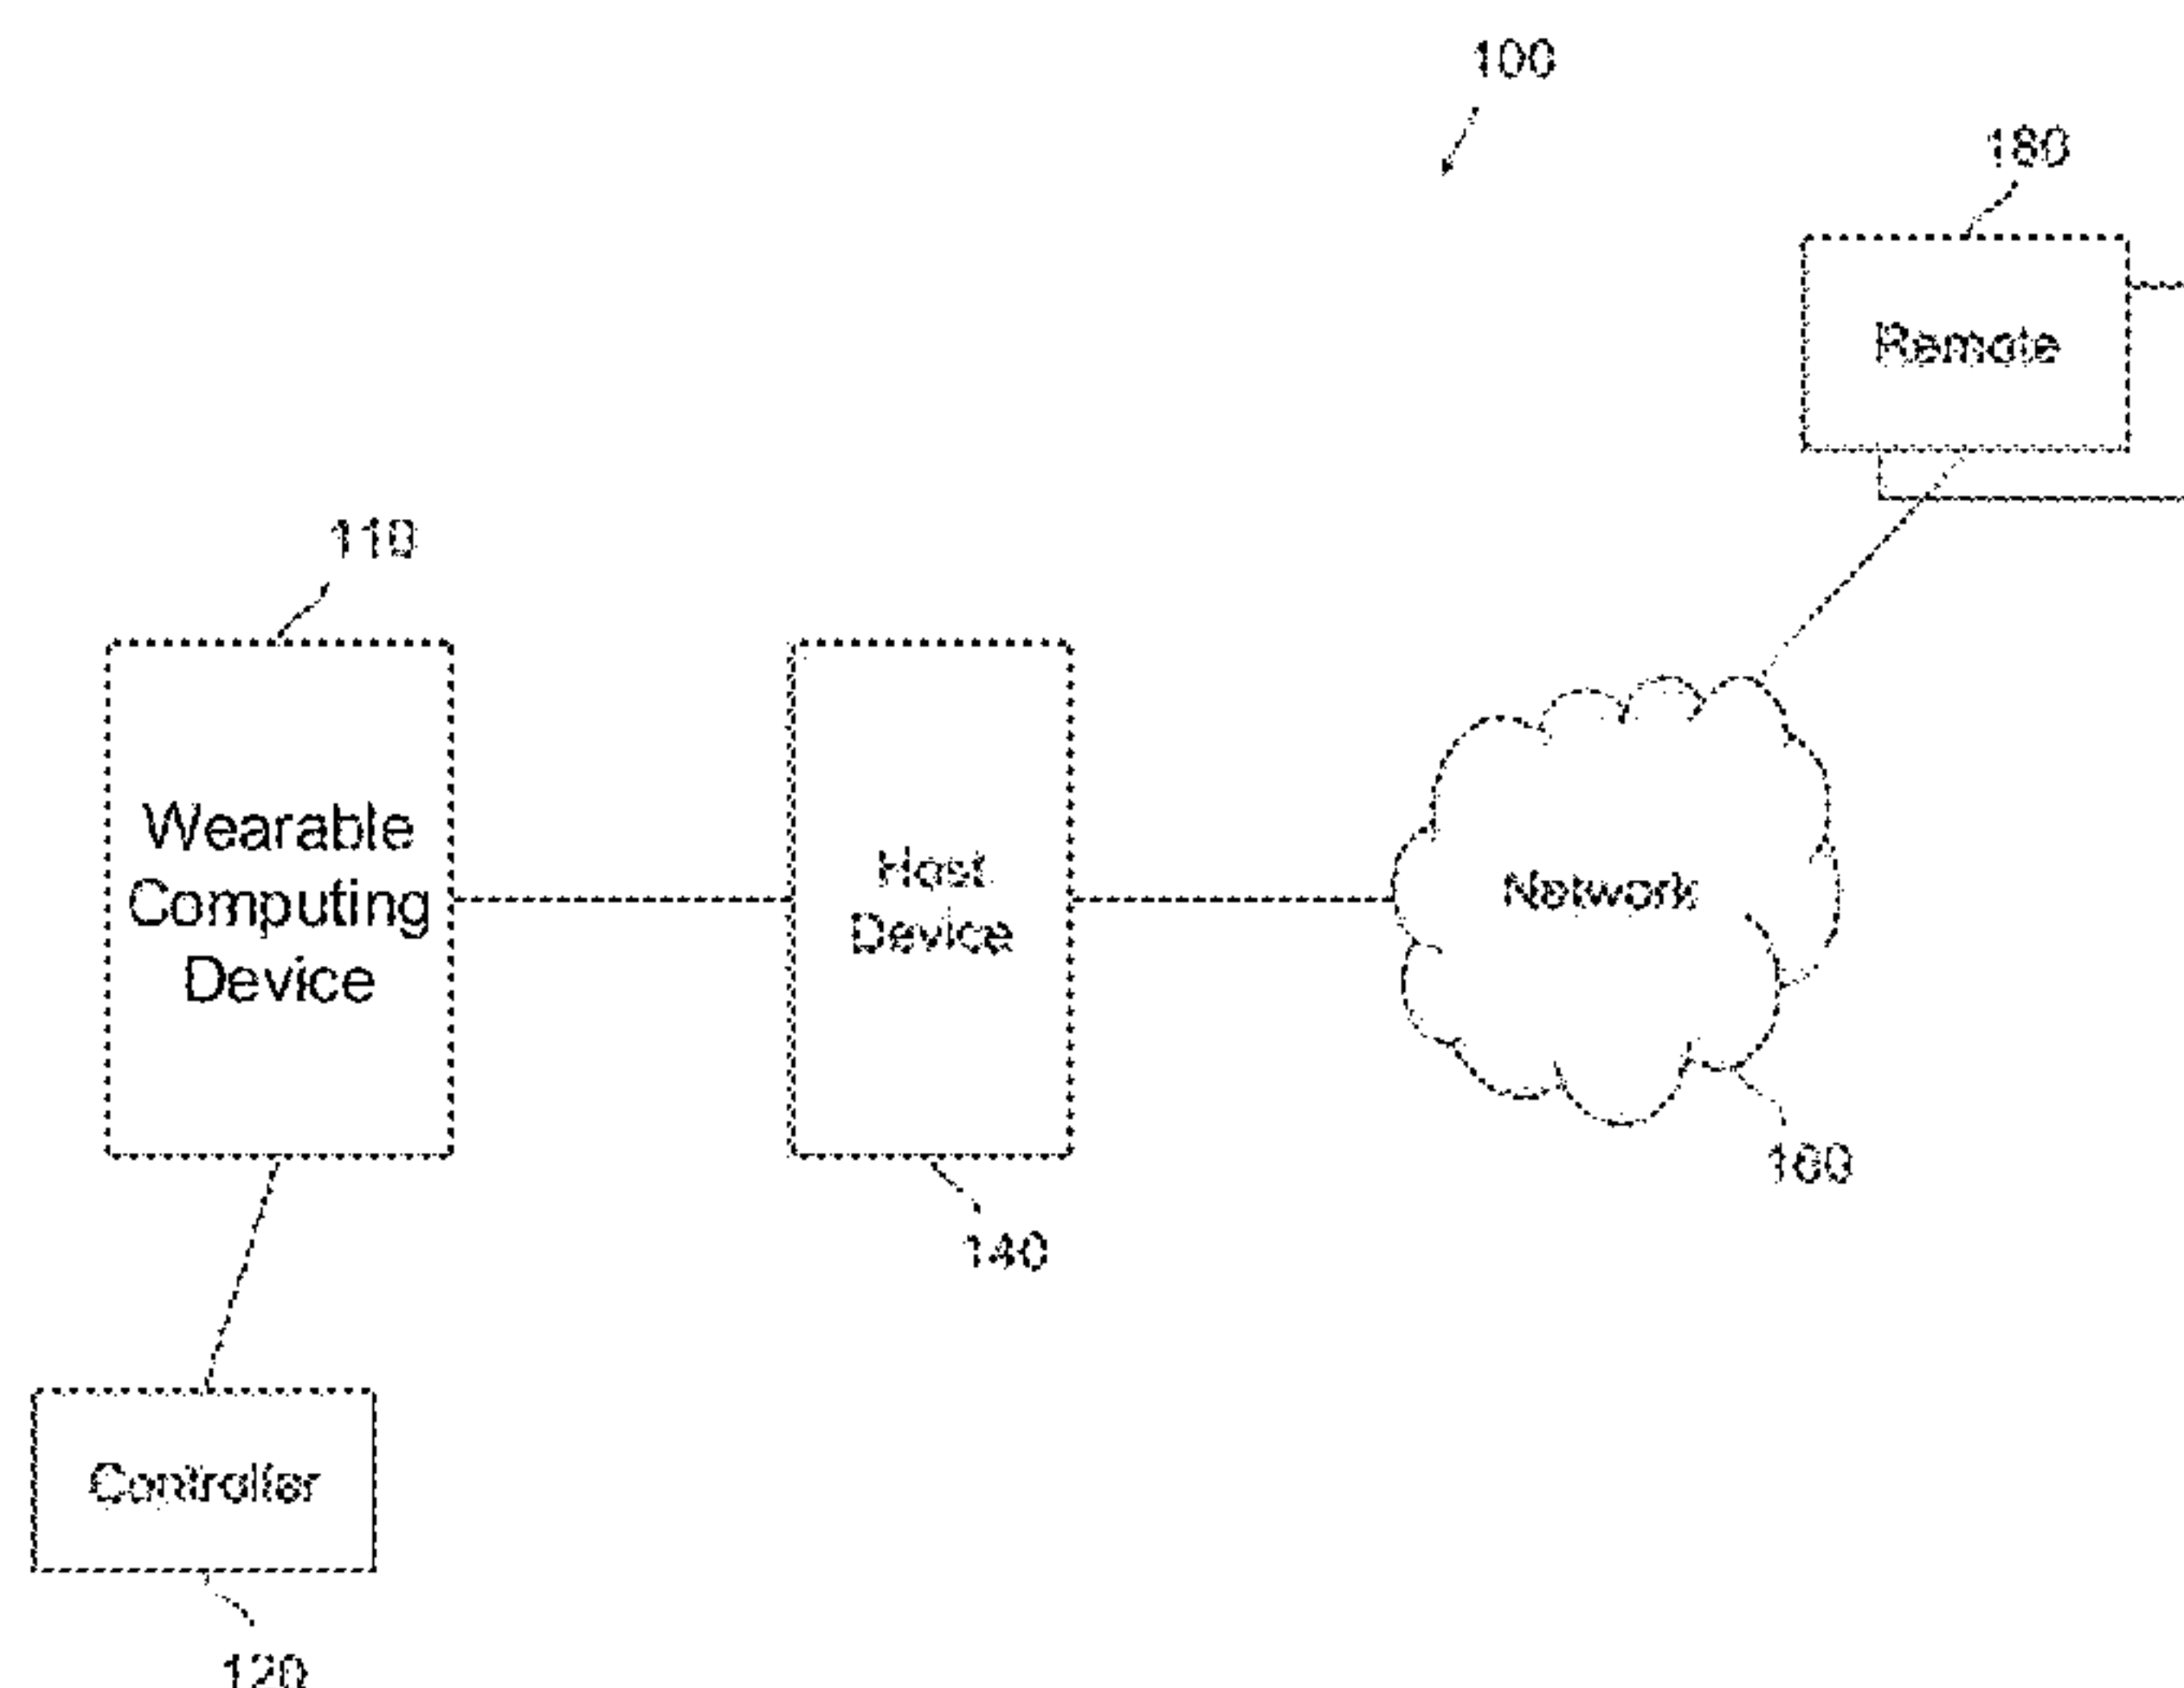 100
180
Remote
110
Wearable
Computing
Device
Host
Device
Network
160
140
Controller
120